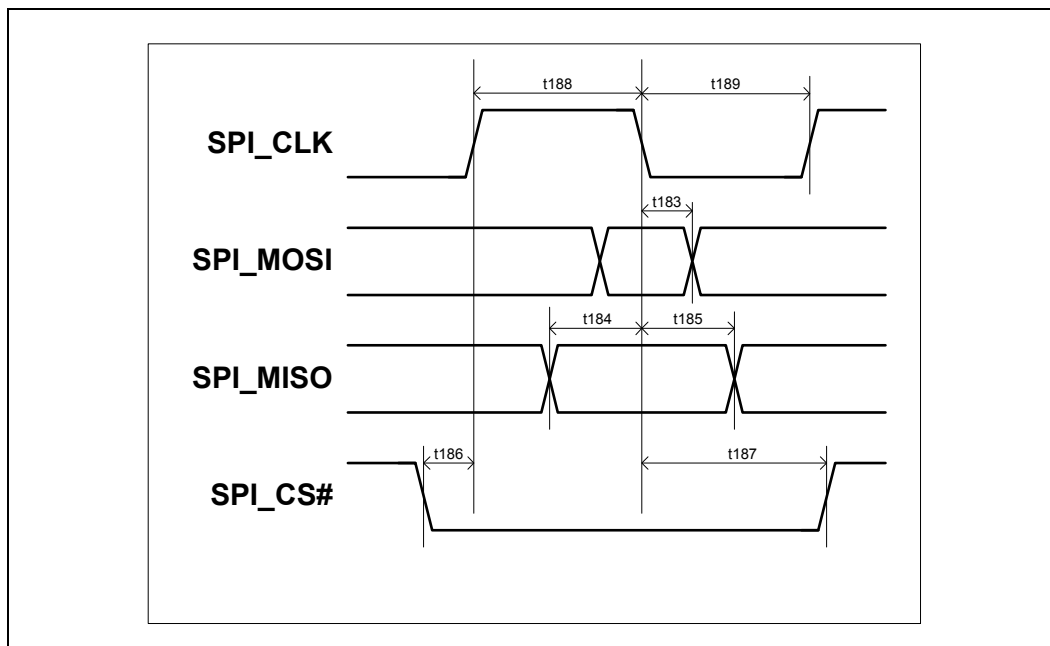 t188 t189
SPI_CLK
t183
SPI_MOSI
t184 t185
SPI_MISO
t186 t187
SPI_CS#